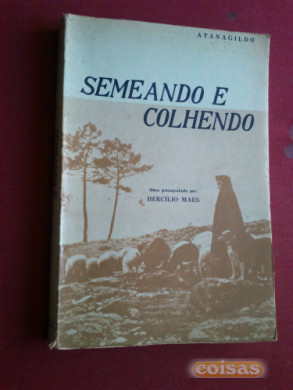 ATANAGILDO
SEMEANDO E
COLHENDO
Obra psicografada por
HERCÍLIO MAES
coisas